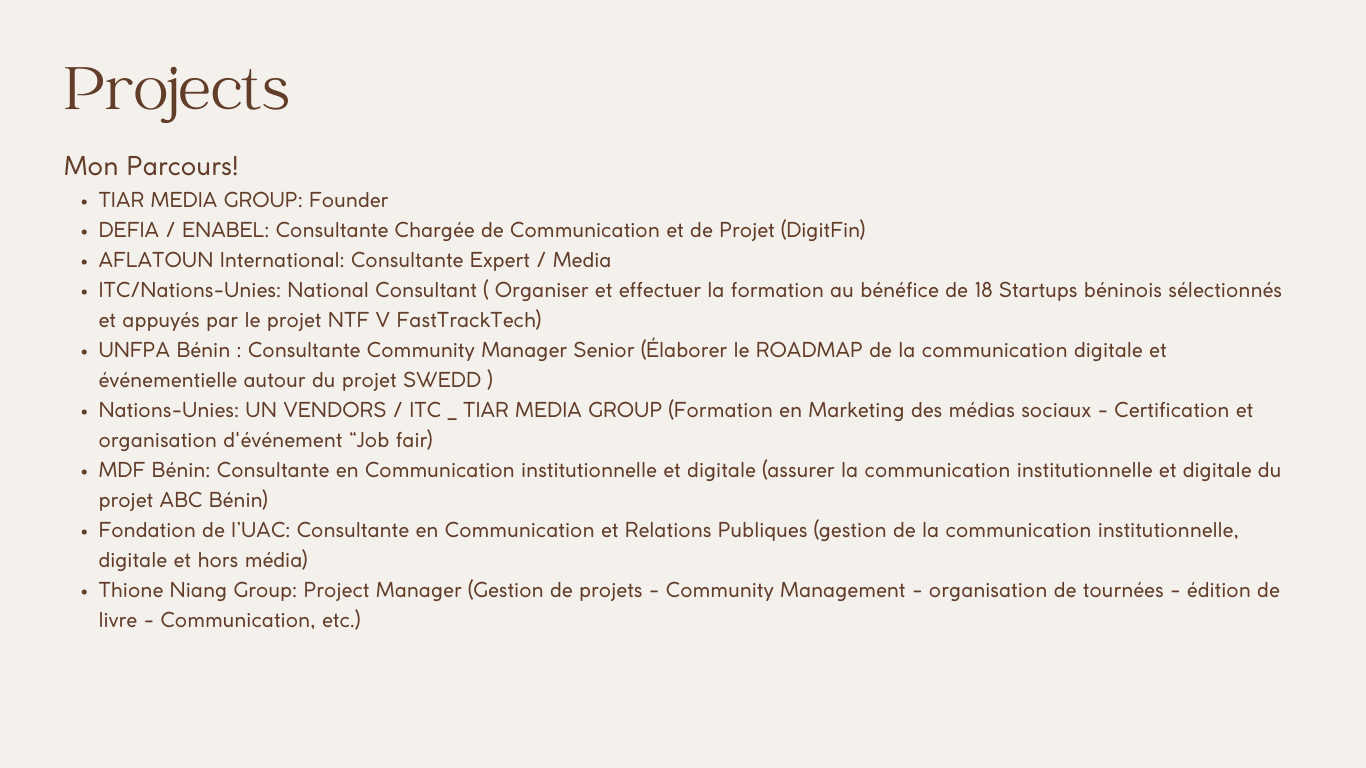 Projects
Mon Parcours!
• TIAR MEDIA GROUP: Founder
• DEFIA / ENABEL: Consultante Chargée de Communication et de Projet (DigitFin)
• AFLATOUN International: Consultante Expert / Media
• ITC/Nations-Unies: National Consultant ( Organiser et effectuer la formation au bénéfice de 18 Startups béninois sélectionnés
et appuyés par le projet NTF V FastTrackTech)
• UNFPA Bénin : Consultante Community Manager Senior (Élaborer le ROADMAP de la communication digitale et
événementielle autour du projet SWEDD )
• Nations-Unies: UN VENDORS / ITC _ TIAR MEDIA GROUP (Formation en Marketing des médias sociaux - Certification et
organisation d'événement “Job fair)
• MDF Bénin: Consultante en Communication institutionnelle et digitale (assurer la communication institutionnelle et digitale du
projet ABC Bénin)
• Fondation de l’UAC: Consultante en Communication et Relations Publiques (gestion de la communication institutionnelle,
digitale et hors média)
• Thione Niang Group: Project Manager (Gestion de projets - Community Management - organisation de tournées - édition de
livre - Communication, etc.)